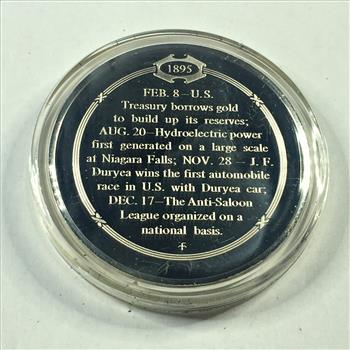 1895
FEB. 8–U.S.
Treasury borrows gold
to build up its reserves;
AUG. 20–Hydroelectric power
first generated on a large scale
at Niagara Falls; NOV. 28– J. F.
Duryea wins the first automobile
race in U.S. with Duryea car;
DEC. 17–The Anti-Saloon
League organized on a
national basis.